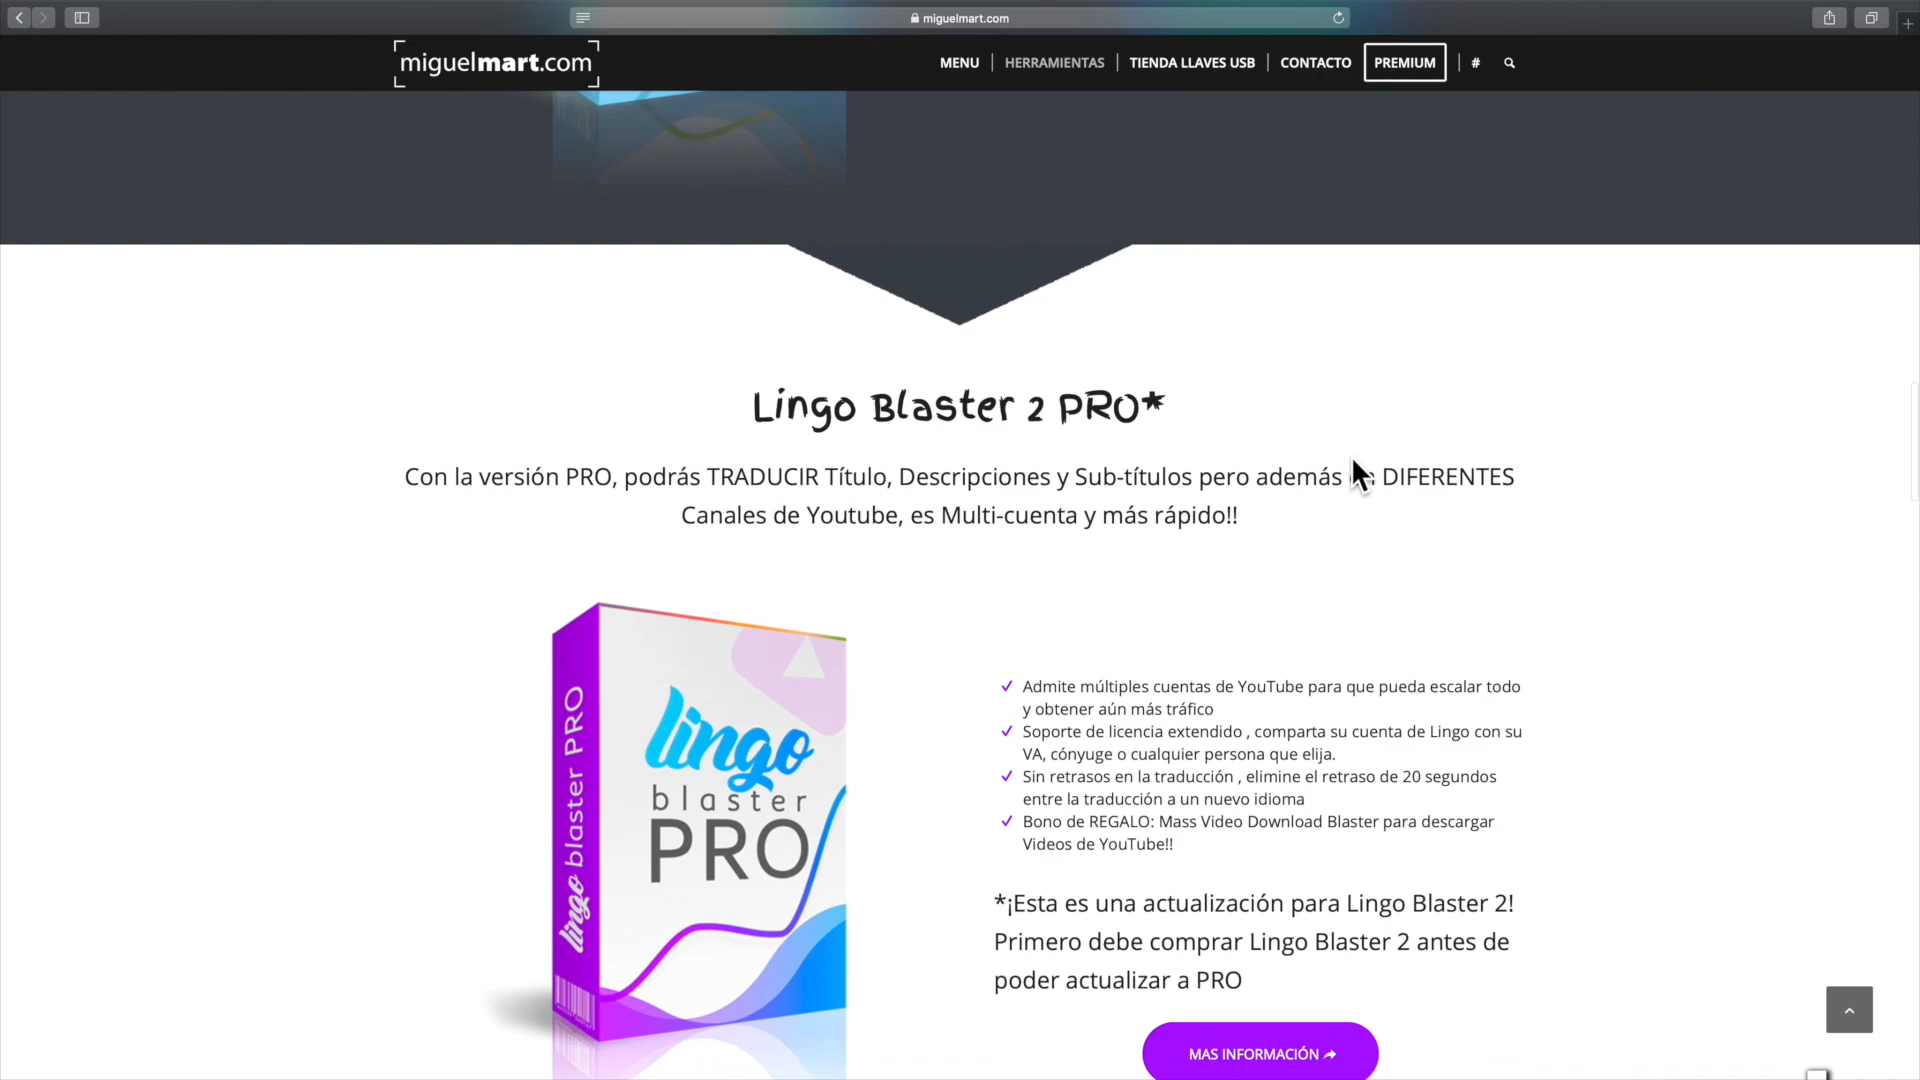 miguelmart.com
miguelmart.com
MENU
HERRAMIENTAS
TIENDA LLAVES USB
CONTACTO
PREMIUM
#
Lingo Blaster 2 PRO*
Con la versión PRO, podrás TRADUCIR Título, Descripciones y Sub-títulos pero además DIFERENTES
Canales de Youtube, es Multi-cuenta y más rápido!!
lingo blaster PRO
lingo
blaster
PRO
✓ Admite múltiples cuentas de YouTube para que pueda escalar todo
y obtener aún más tráfico
✓ Soporte de licencia extendido , comparta su cuenta de Lingo con su
VA, cónyuge o cualquier persona que elija.
✓ Sin retrasos en la traducción , elimine el retraso de 20 segundos
entre la traducción a un nuevo idioma
✓ Bono de REGALO: Mass Video Download Blaster para descargar
Videos de YouTube!!
*¡Esta es una actualización para Lingo Blaster 2!
Primero debe comprar Lingo Blaster 2 antes de
poder actualizar a PRO
MAS INFORMACIÓN